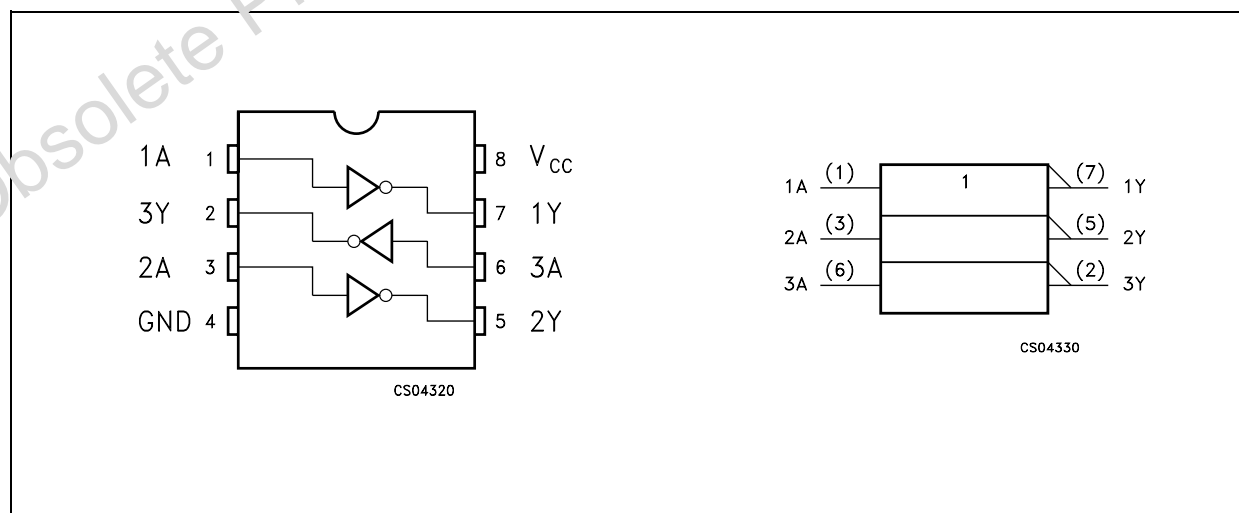 Obsolete P
1A 1 8 VCC
3Y 2 7 1Y
2A 3 6 3A
GND 4 5 2Y
CS04320
1A (1) 1 (7) 1Y
2A (3) (5) 2Y
3A (6) (2) 3Y
CS04330